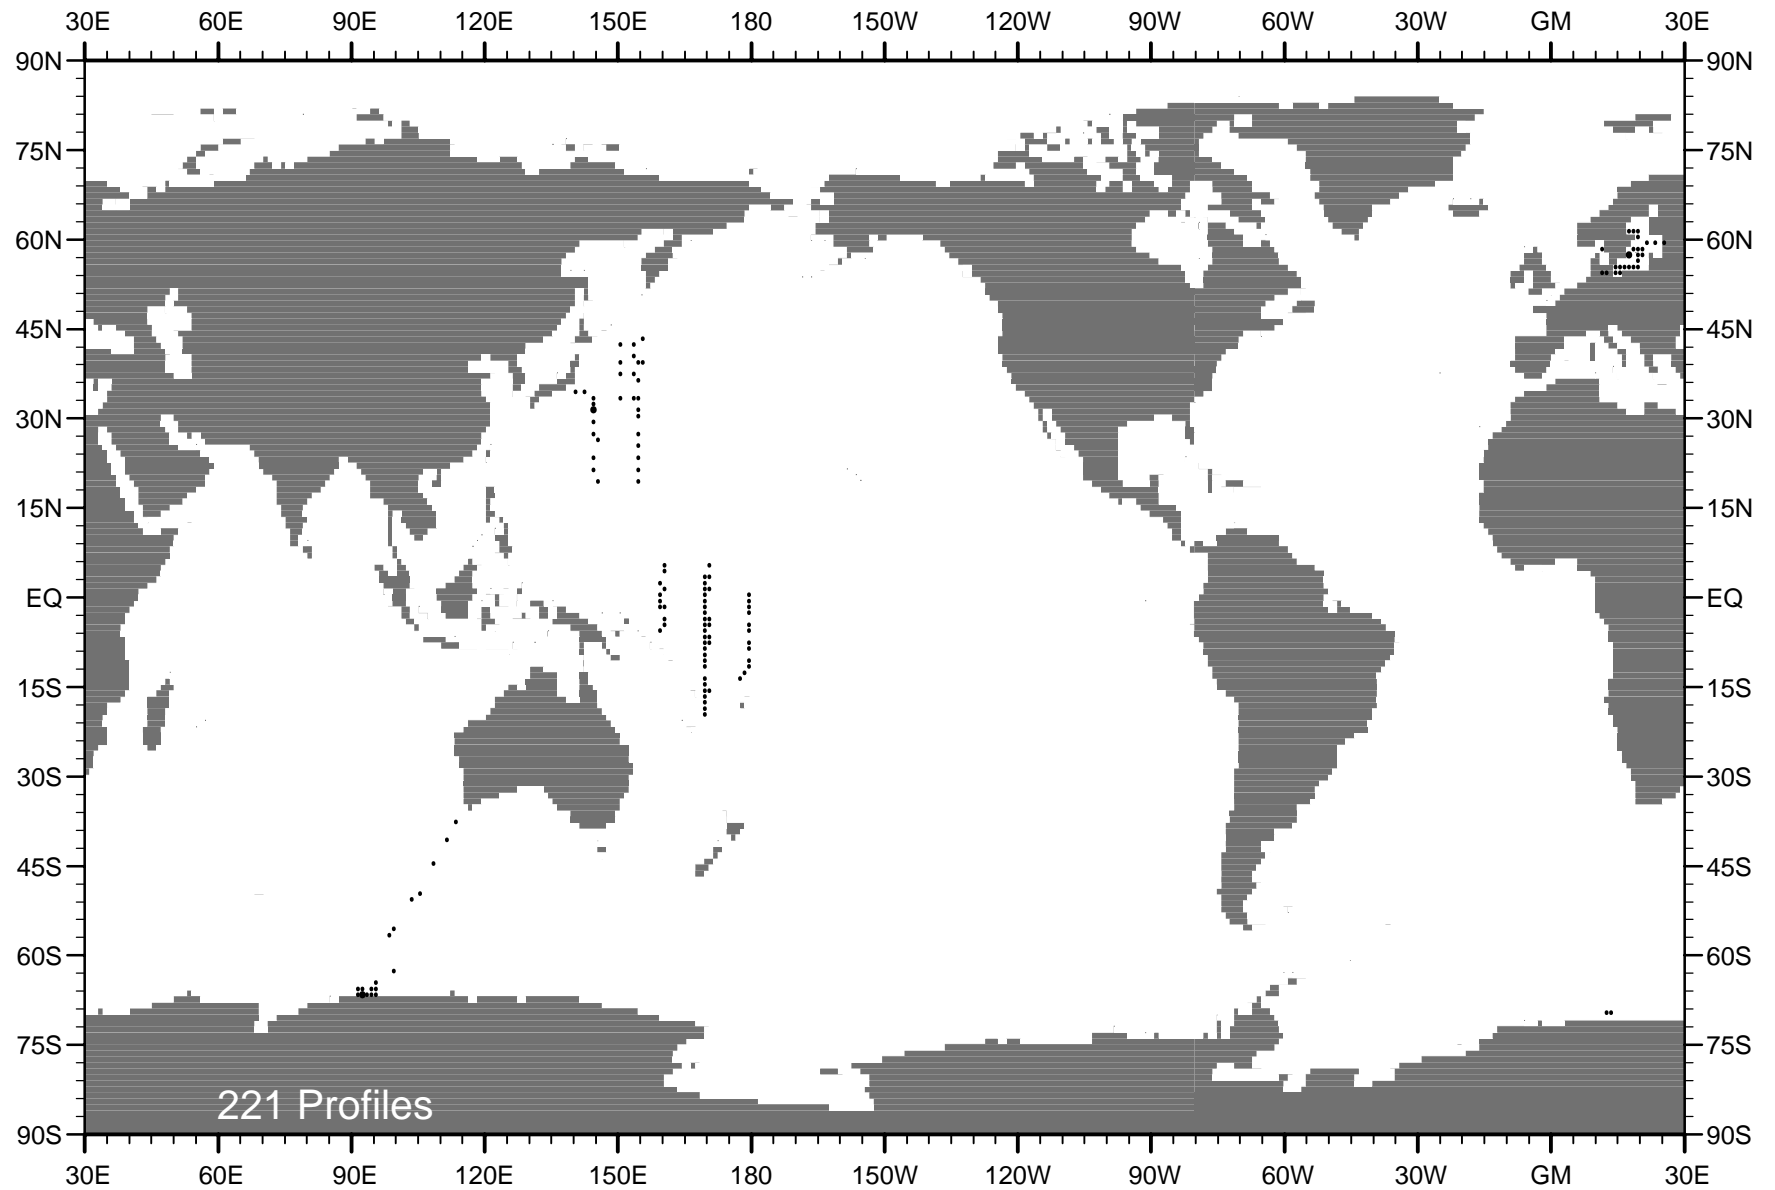 30E 60E 90E 120E 150E 180 150W 120W 90W 60W 30W GM 30E
90N 90N
75N 75N
60N 60N
45N 45N
30N 30N
15N 15N
EQ EQ
15S 15S
30S 30S
45S 45S
60S 60S
75S 75S
221 Profiles
90S 90S
30E 60E 90E 120E 150E 180 150W 120W 90W 60W 30W GM 30E